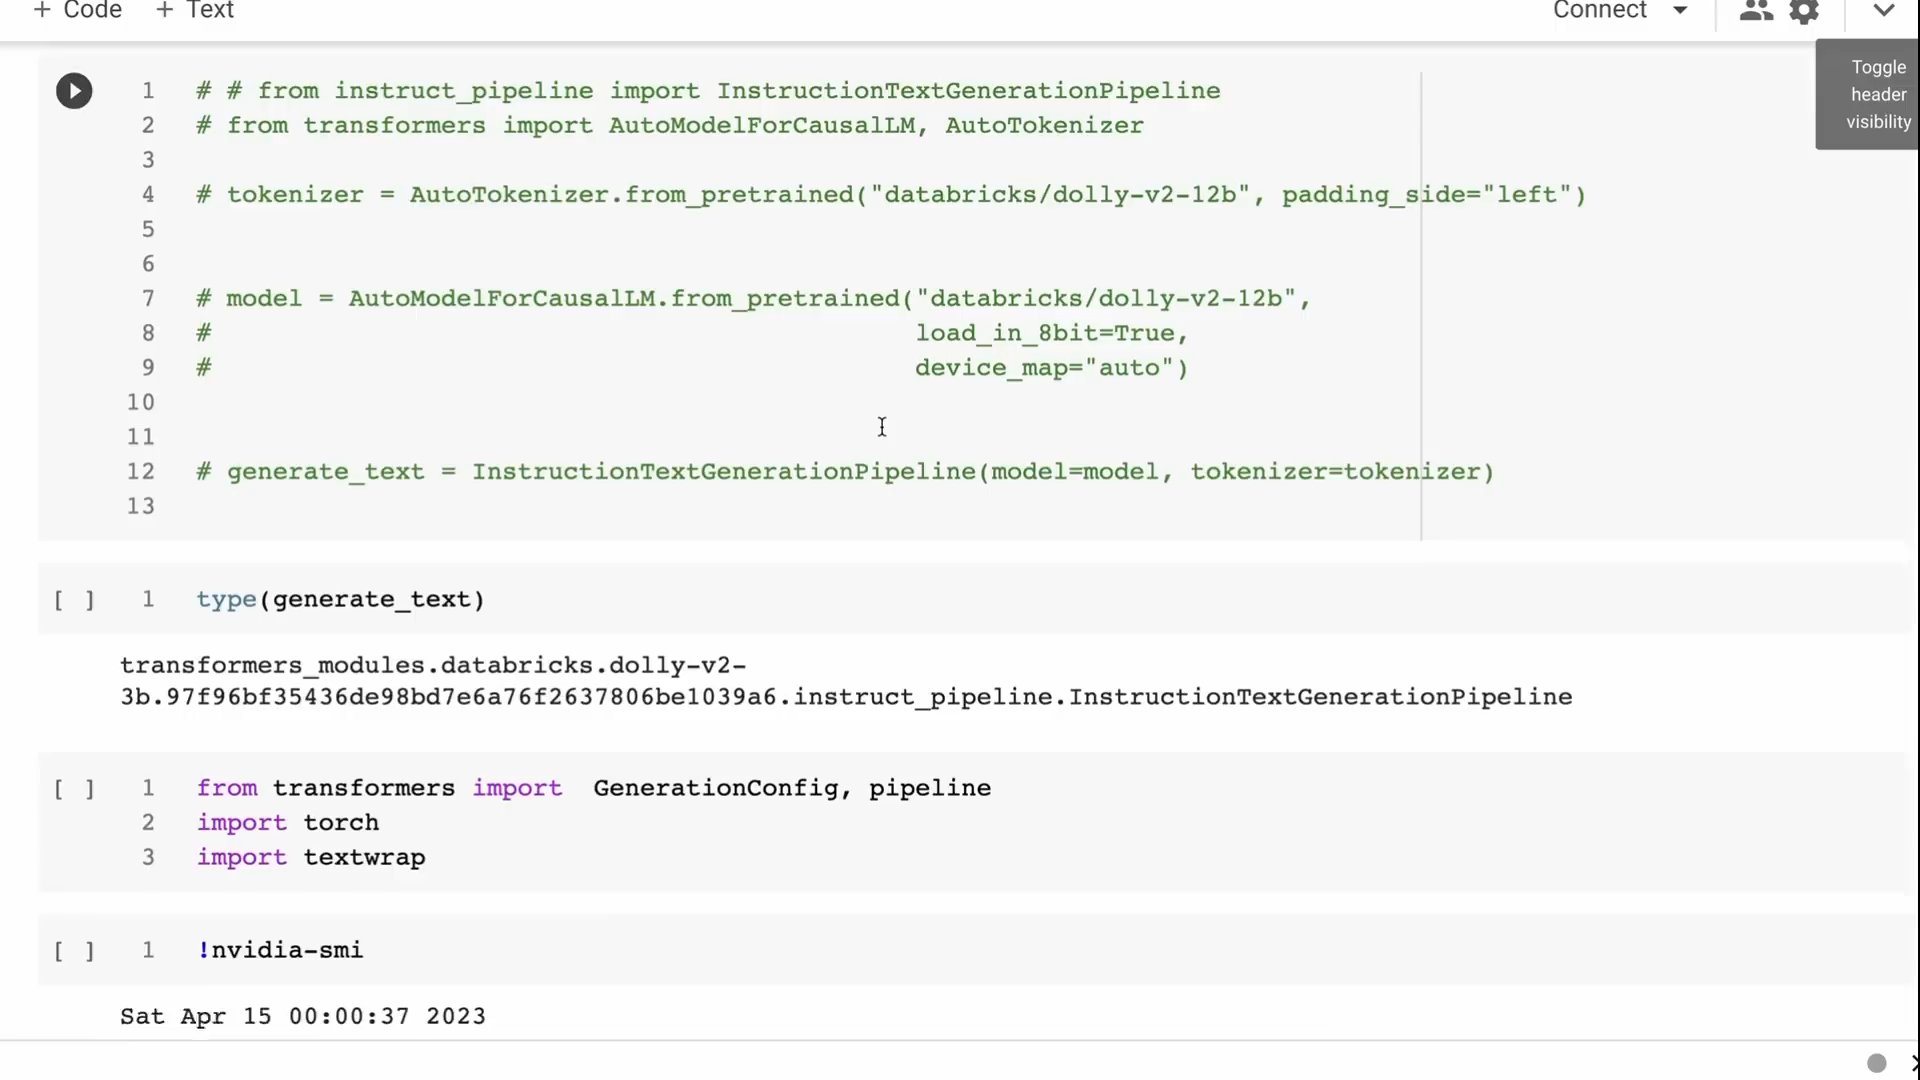 + Code + Text Connect
Toggle
header
visibility
1 # # from instruct_pipeline import InstructionTextGenerationPipeline
2 # from transformers import AutoModelForCausalLM, AutoTokenizer
3
4 # tokenizer = AutoTokenizer.from_pretrained("databricks/dolly-v2-12b", padding_side="left")
5
6
7 # model = AutoModelForCausalLM.from_pretrained("databricks/dolly-v2-12b",
8 # load_in_8bit=True,
9 # device_map="auto")
10
11
12 # generate_text = InstructionTextGenerationPipeline(model=model, tokenizer=tokenizer)
13
[ ] 1 type(generate_text)
transformers_modules.databricks.dolly-v2-
3b.97f96bf35436de98bd7e6a76f2637806be1039a6.instruct_pipeline.InstructionTextGenerationPipeline
[ ] 1 from transformers import  GenerationConfig, pipeline
2 import torch
3 import textwrap
[ ] 1 !nvidia-smi
Sat Apr 15 00:00:37 2023